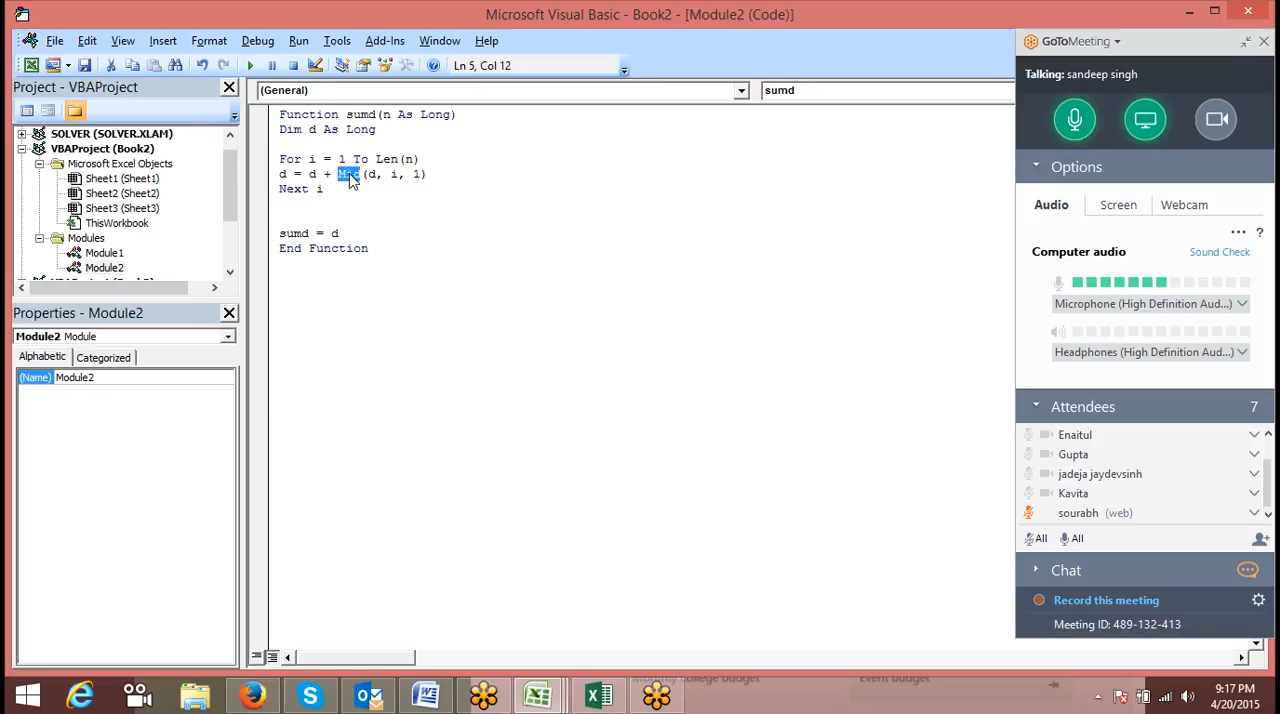 Microsoft Visual Basic - Book2 - [Module2 (Code)]
File Edit View Insert Format Debug Run Tools Add-Ins Window Help
Ln 5, Col 12
Project - VBAProject
SOLVER (SOLVER.XLAM)
VBAProject (Book2)
Microsoft Excel Objects
Sheet1 (Sheet1)
Sheet2 (Sheet2)
Sheet3 (Sheet3)
ThisWorkbook
Modules
Module1
Module2
Properties - Module2
Module2 Module
Alphabetic Categorized
(Name) Module2
(General) sumd
Function sumd(n As Long)
Dim d As Long
For i = 1 To Len(n)
d = d + Mid(d, i, 1)
Next i
sumd = d
End Function
GoToMeeting
Talking: sandeep singh
Options
Audio Screen Webcam
Computer audio Sound Check
Microphone (High Definition Aud...)
Headphones (High Definition Aud...)
Attendees 7
Enaitul
Gupta
jadeja jaydevsinh
Kavita
sourabh (web)
All All
Chat
Record this meeting
Meeting ID: 489-132-413
Monthly college budget Event budget
9:17 PM
4/20/2015